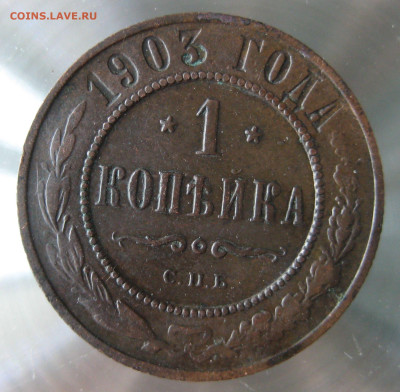 COINS.LAVE.RU
1903 ГОДА
* 1 *
КОПѢЙКА
С.П.Б.